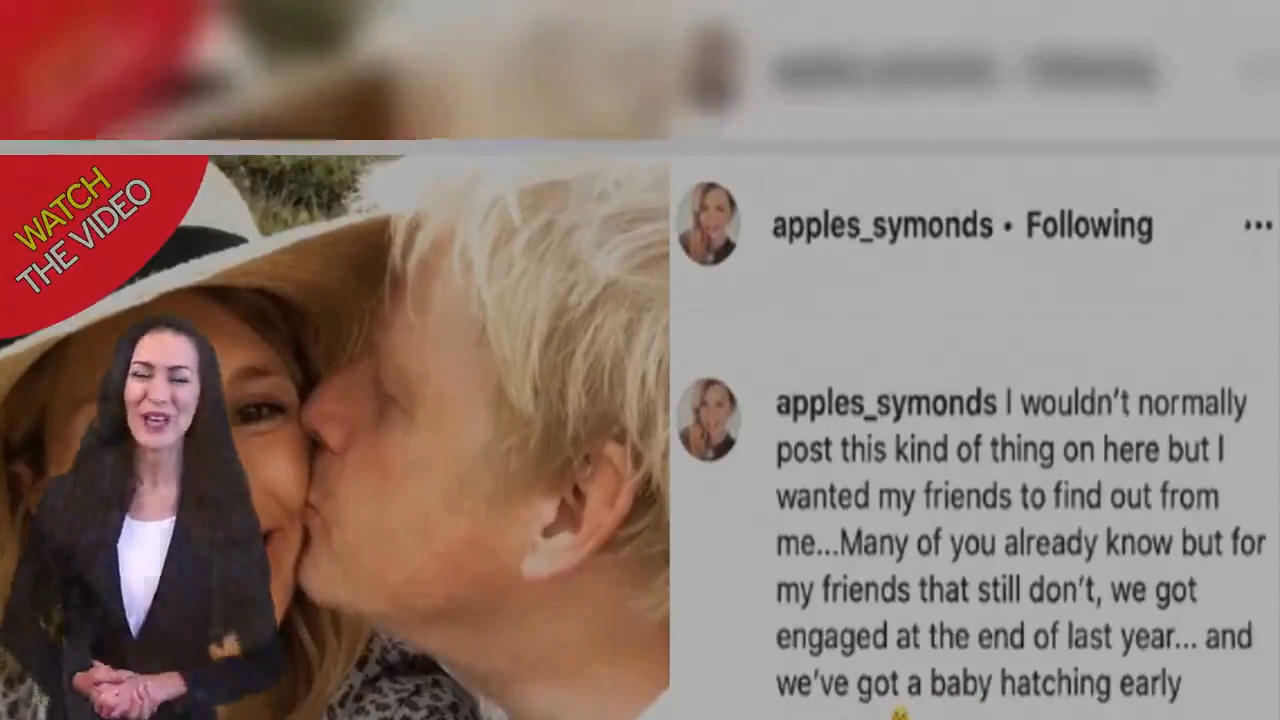 WATCH
THE VIDEO
apples_symonds • Following
apples_symonds I wouldn't normally
post this kind of thing on here but I
wanted my friends to find out from
me...Many of you already know but for
my friends that still don't, we got
engaged at the end of last year... and
we've got a baby hatching early